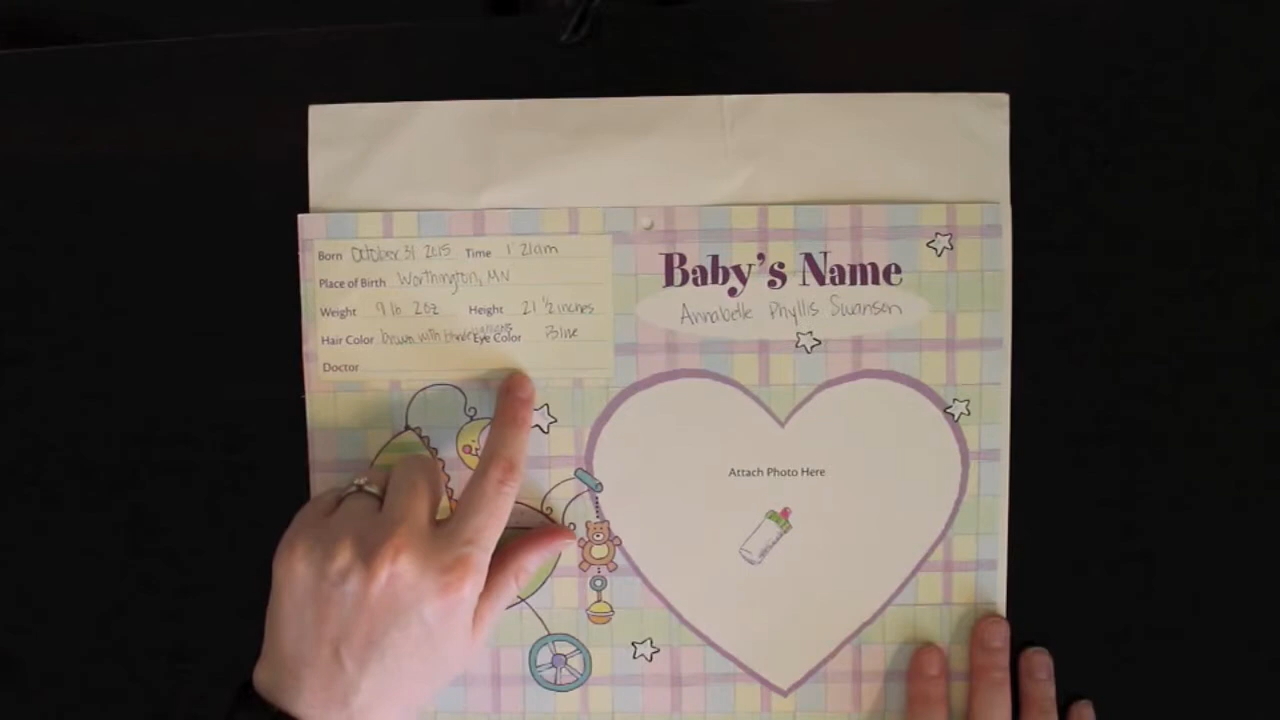 Born October 31 2015 Time 1:21am
Place of Birth Worthington, MN
Weight 9 lb 2oz Height 21 1/2 inches
Hair Color brown with blonde Eye Color Blue
Doctor
Baby's Name
Annabelle Phyllis Swanson
Attach Photo Here